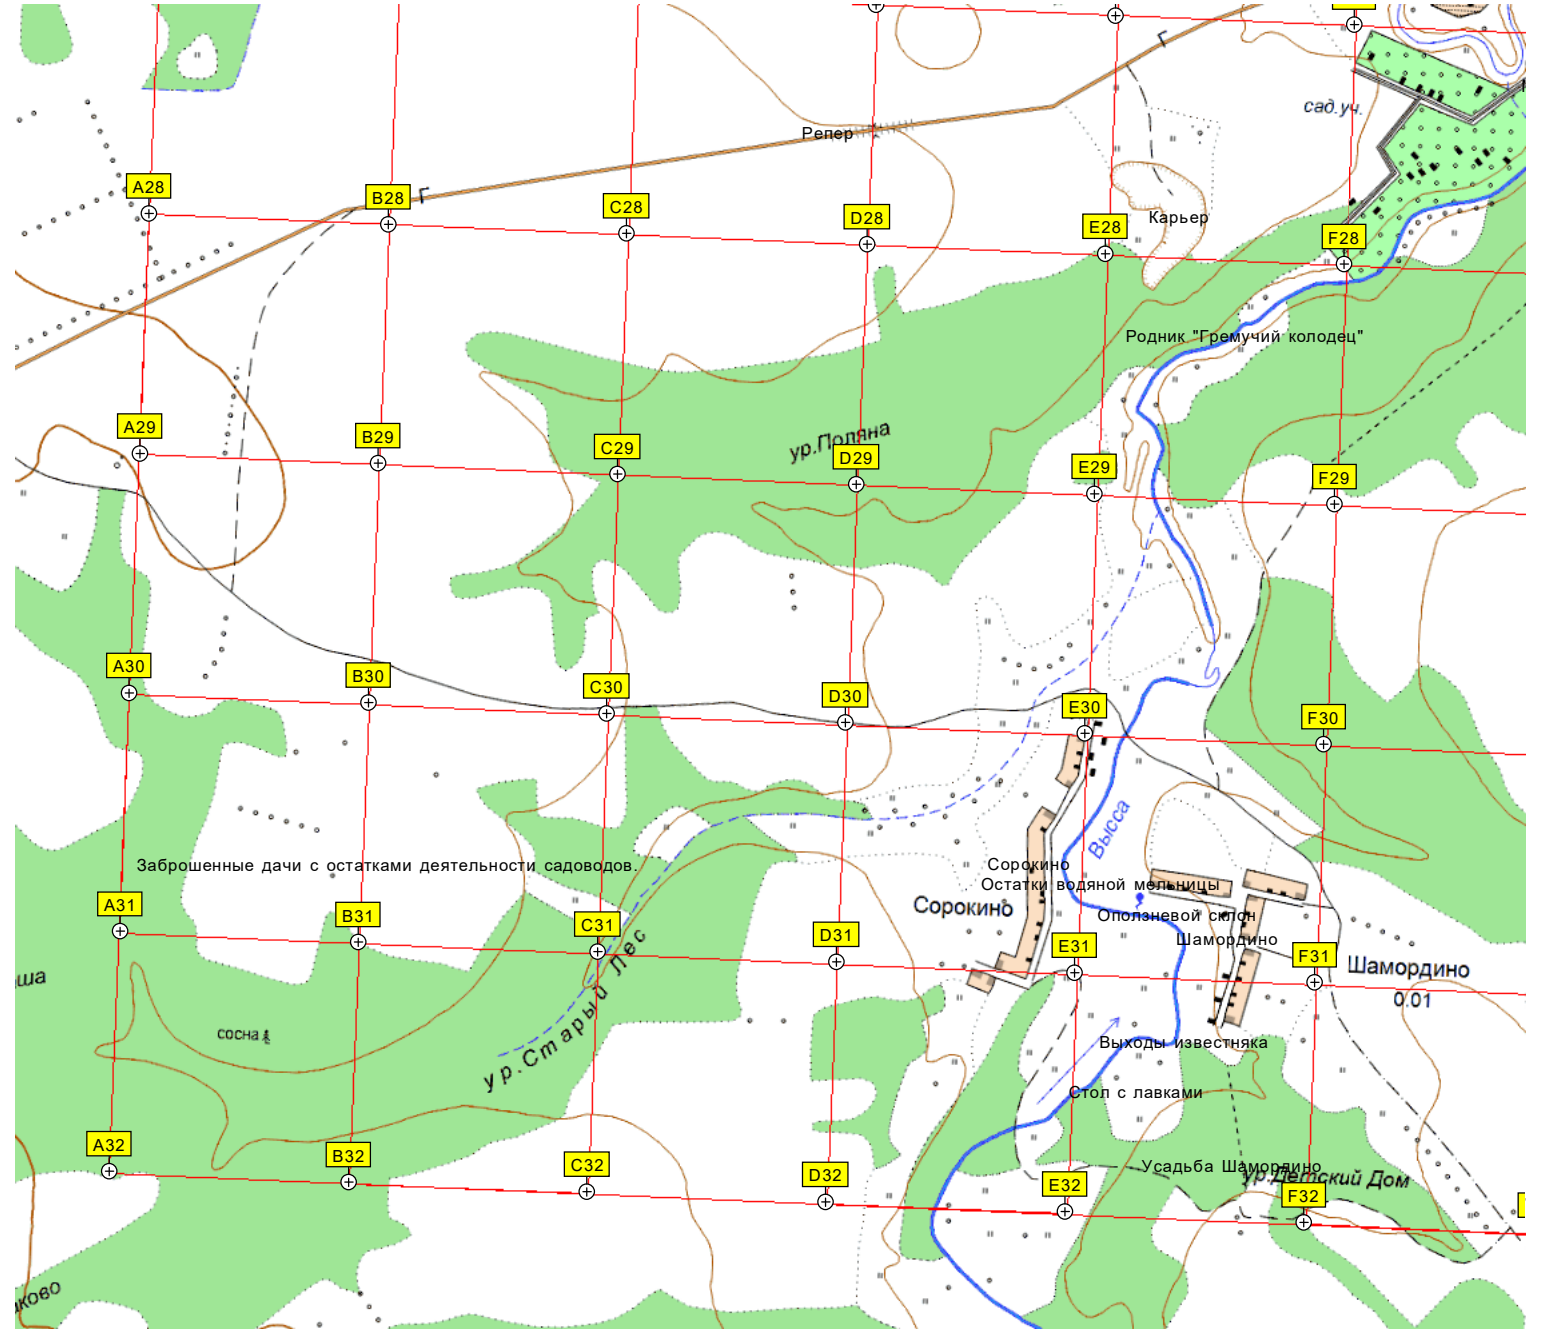 сад.уч.
Репер
A28
B28
Г
C28
D28
Карьер
E28
F28
Г
Родник "Гремучий колодец"
A29
B29
C29
ур.Поляна
D29
E29
F29
A30
B30
C30
D30
E30
F30
Высса
Заброшенные дачи с остатками деятельности садоводов.
Сорокино
Остатки водяной мельницы
Сорокино
Оползневой склон
Шамордино
A31
B31
C31
D31
E31
F31
Шамордино
0.01
сосна
ур.Старый Лес
Выходы известняка
Стол с лавками
A32
B32
C32
D32
E32
Усадьба Шамордино
ур.Детский Дом
F32